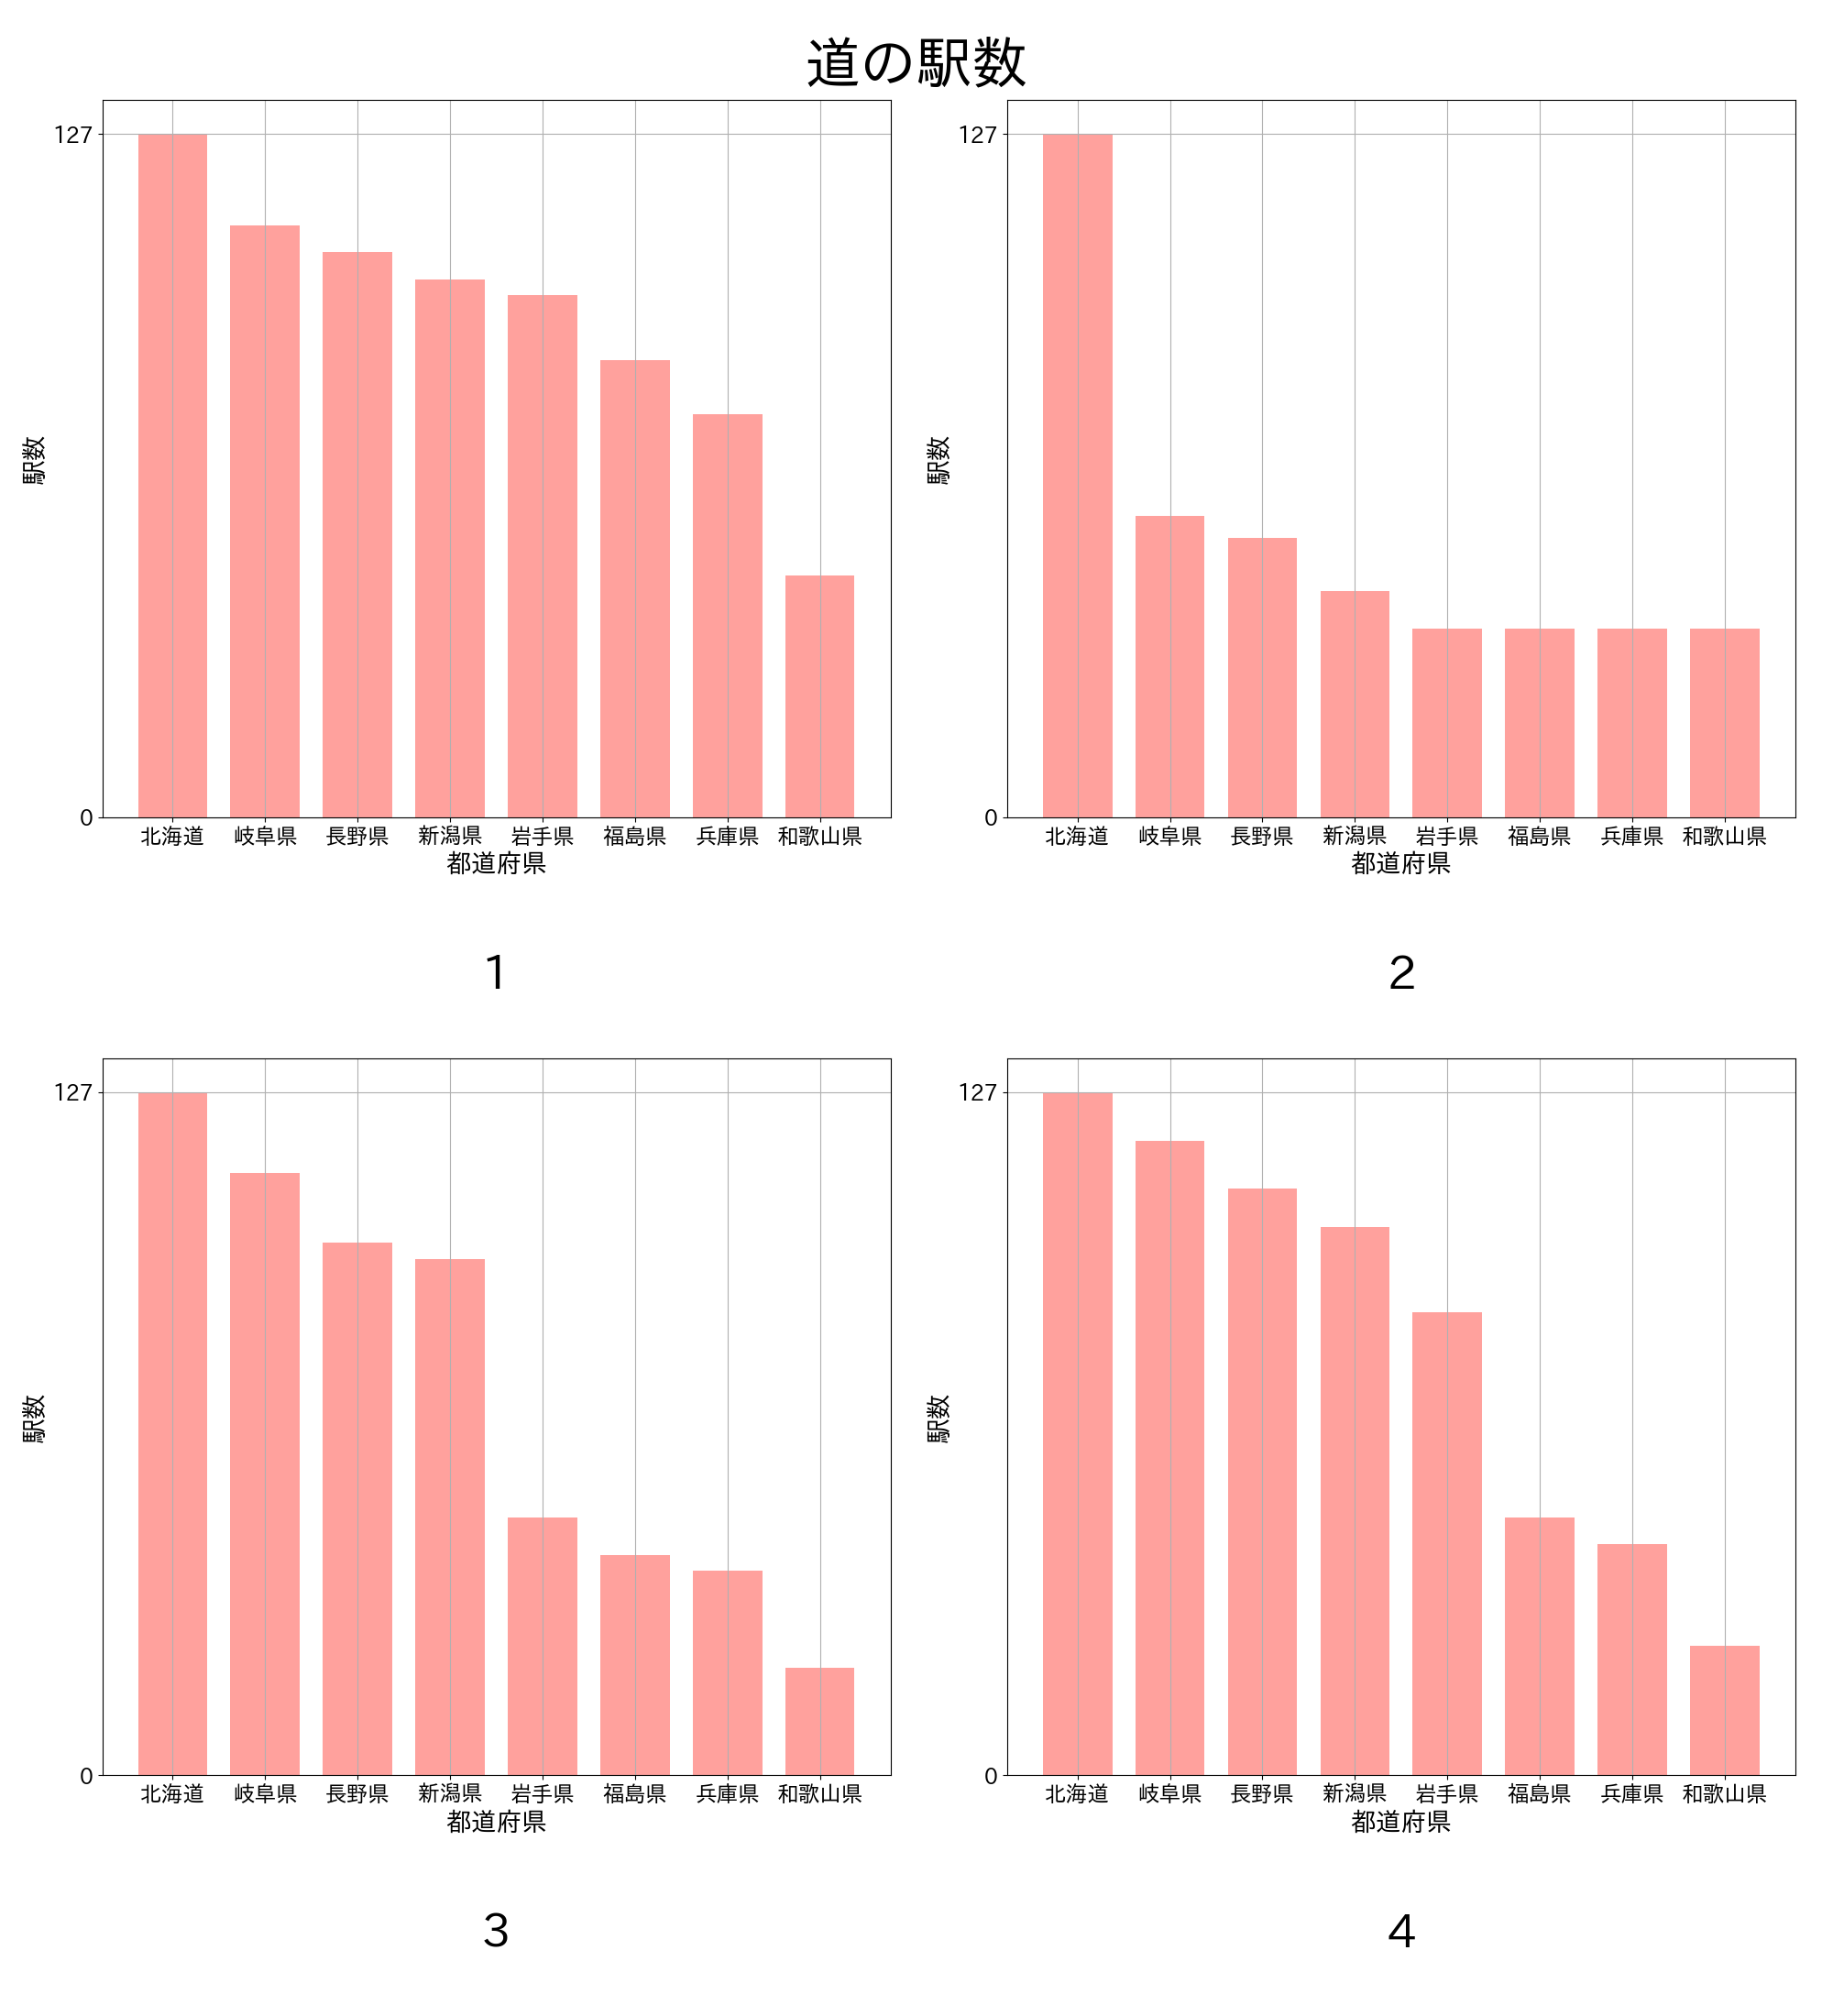 道の駅数
127
0
駅数
北海道 岐阜県 長野県 新潟県 岩手県 福島県 兵庫県 和歌山県
都道府県
1
127
0
駅数
北海道 岐阜県 長野県 新潟県 岩手県 福島県 兵庫県 和歌山県
都道府県
2
127
0
駅数
北海道 岐阜県 長野県 新潟県 岩手県 福島県 兵庫県 和歌山県
都道府県
3
127
0
駅数
北海道 岐阜県 長野県 新潟県 岩手県 福島県 兵庫県 和歌山県
都道府県
4